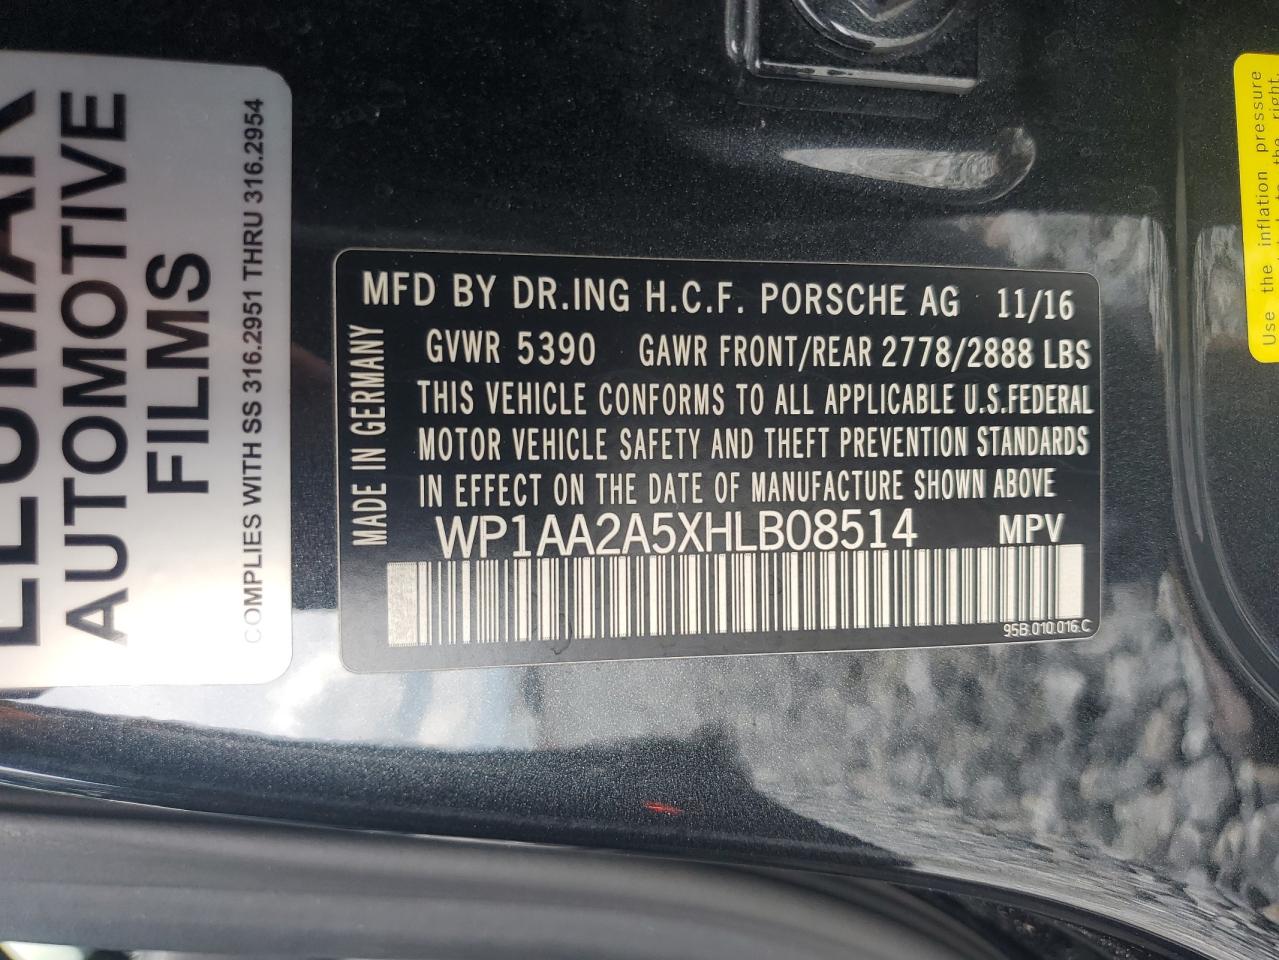 AUTOMOTIVE
FILMS
COMPLIES WITH SS 316.2951 THRU 316.2954
MFD BY DR.ING H.C.F. PORSCHE AG 11/16
GVWR 5390 GAWR FRONT/REAR 2778/2888 LBS
THIS VEHICLE CONFORMS TO ALL APPLICABLE U.S.FEDERAL
MOTOR VEHICLE SAFETY AND THEFT PREVENTION STANDARDS
IN EFFECT ON THE DATE OF MANUFACTURE SHOWN ABOVE
WP1AA2A5XHLB08514 MPV
95B.010.016.C
MADE IN GERMANY
Use the inflation pressure
the right.